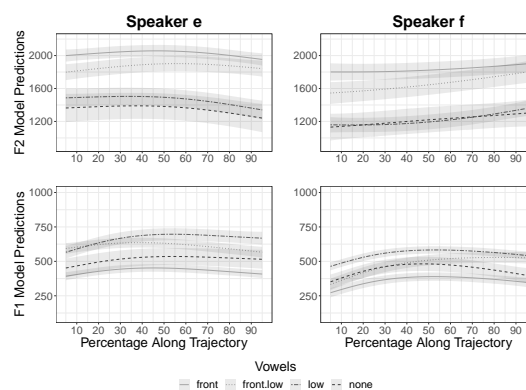 Speaker e
Speaker f
F2 Model Predictions
2000
1600
1200
2000
1600
1200
10 20 30 40 50 60 70 80 90
10 20 30 40 50 60 70 80 90
F1 Model Predictions
1000
750
500
250
1000
750
500
250
10 20 30 40 50 60 70 80 90
10 20 30 40 50 60 70 80 90
Percentage Along Trajectory
Percentage Along Trajectory
Vowels
front front.low low none